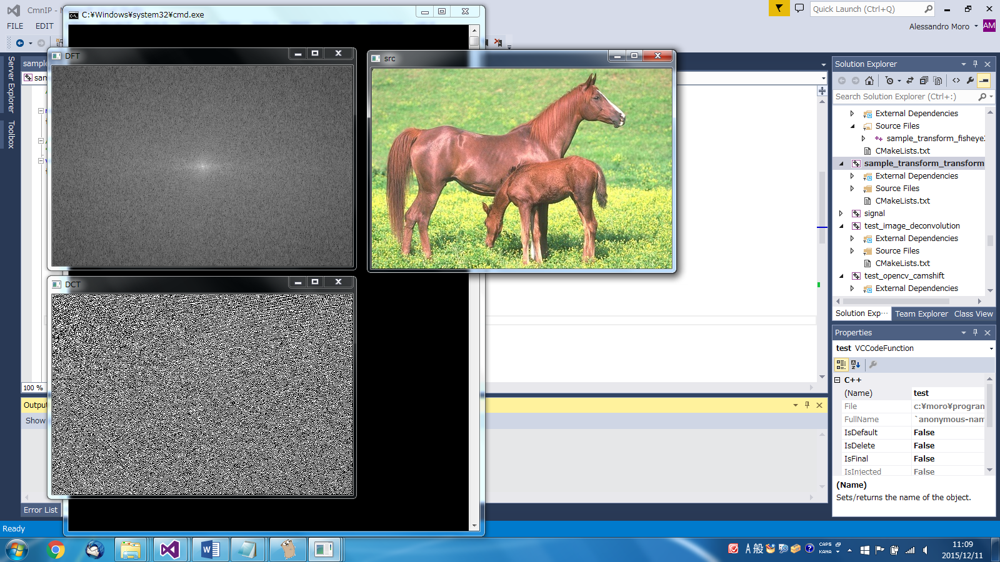 CmnIP - M
C:¥Windows¥system32¥cmd.exe
Quick Launch (Ctrl+Q)
FILE
EDIT
Alessandro Moro
AM
Server Explorer
Toolbox
sample
sam
DFT
src
DCT
100 %
Output
Show
Error List
Ready
Solution Explorer
Search Solution Explorer (Ctrl+:)
External Dependencies
Source Files
sample_transform_fisheye
CMakeLists.txt
sample_transform_transform
External Dependencies
Source Files
CMakeLists.txt
signal
test_image_deconvolution
External Dependencies
Source Files
CMakeLists.txt
test_opencv_camshift
External Dependencies
Solution Exp...
Team Explorer
Class View
Properties
test VCCodeFunction
C++
(Name) test
File c:¥moro¥progran
FullName `anonymous-nam
IsDefault False
IsDelete False
IsFinal False
IsInjected False
(Name)
Sets/returns the name of the object.
A 般
CAPS
KANA
11:09
2015/12/11